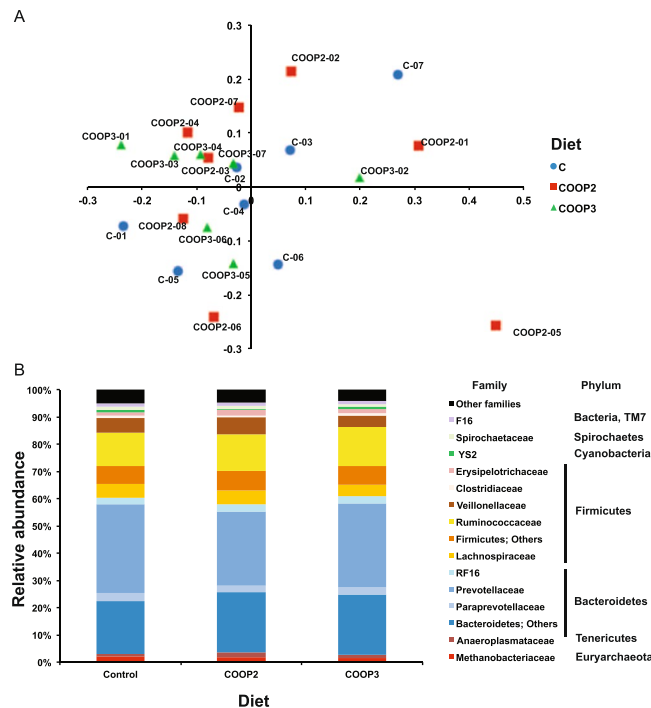 A
0.3
COOP2-02
C-07
0.2
COOP2-07
COOP2-04
COOP3-01
0.1
COOP2-01
C-03
COOP3-04
COOP3-07
COOP3-03
COOP2-03
COOP3-02
C-02
0
-0.3
-0.2
-0.1
0
0.1
0.2
0.3
0.4
0.5
C-04
COOP2-08
C-01
COOP3-06
-0.1
C-06
COOP3-05
C-05
-0.2
COOP2-06
COOP2-05
-0.3
Diet
C
COOP2
COOP3
B
Relative abundance
100%
90%
80%
70%
60%
50%
40%
30%
20%
10%
0%
Control
COOP2
COOP3
Diet
Family Phylum
Other families
F16 Bacteria, TM7
Spirochaetaceae Spirochaetes
YS2 Cyanobacteria
Erysipelotrichaceae
Clostridiaceae
Veillonellaceae Firmicutes
Ruminococcaceae
Firmicutes; Others
Lachnospiraceae
RF16
Prevotellaceae
Paraprevotellaceae Bacteroidetes
Bacteroidetes; Others
Anaeroplasmataceae Tenericutes
Methanobacteriaceae Euryarchaeota